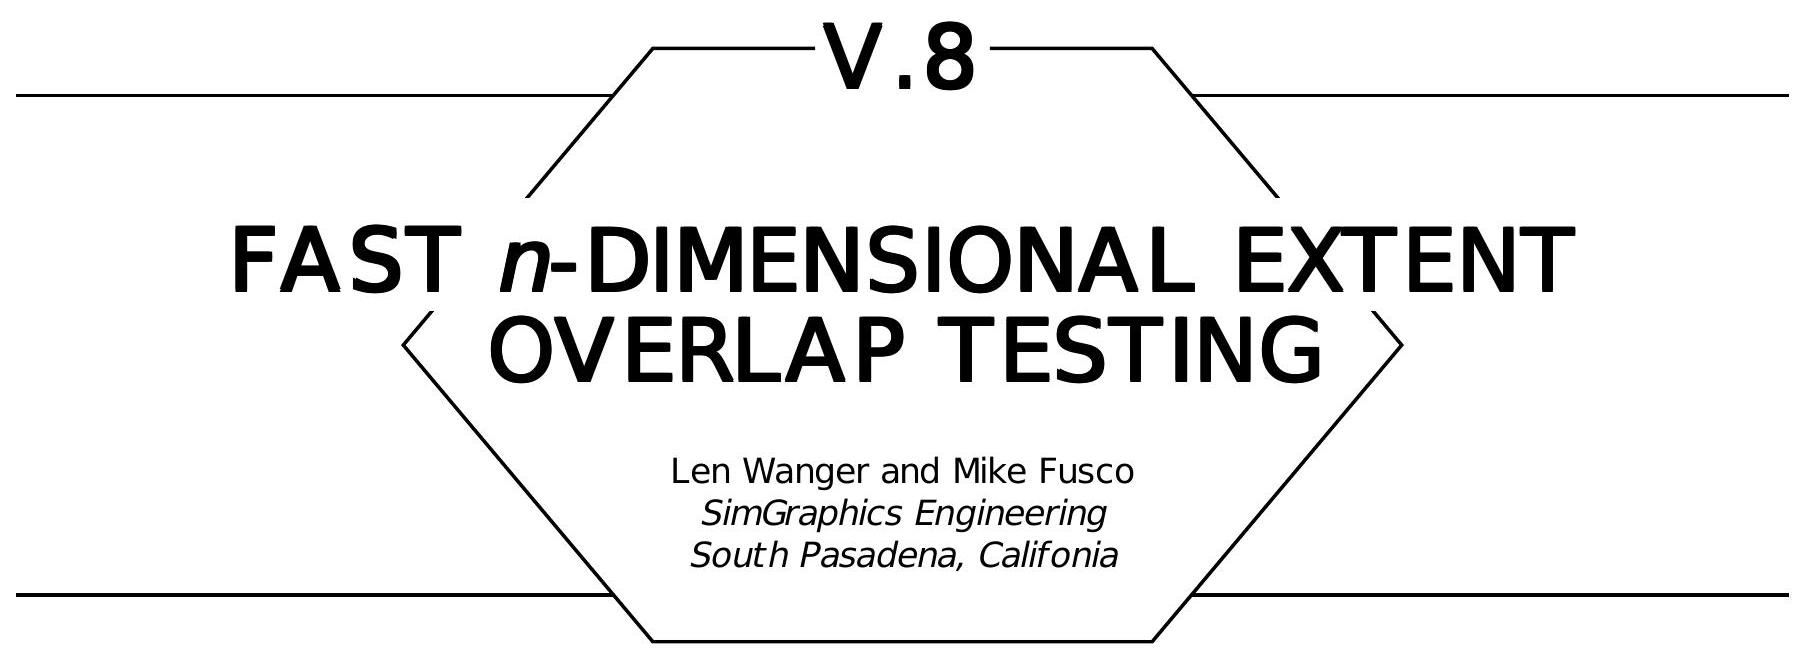 V.8
FAST n-DIMENSIONAL EXTENT
OVERLAP TESTING
Len Wanger and Mike Fusco
SimGraphics Engineering
South Pasadena, Califonia